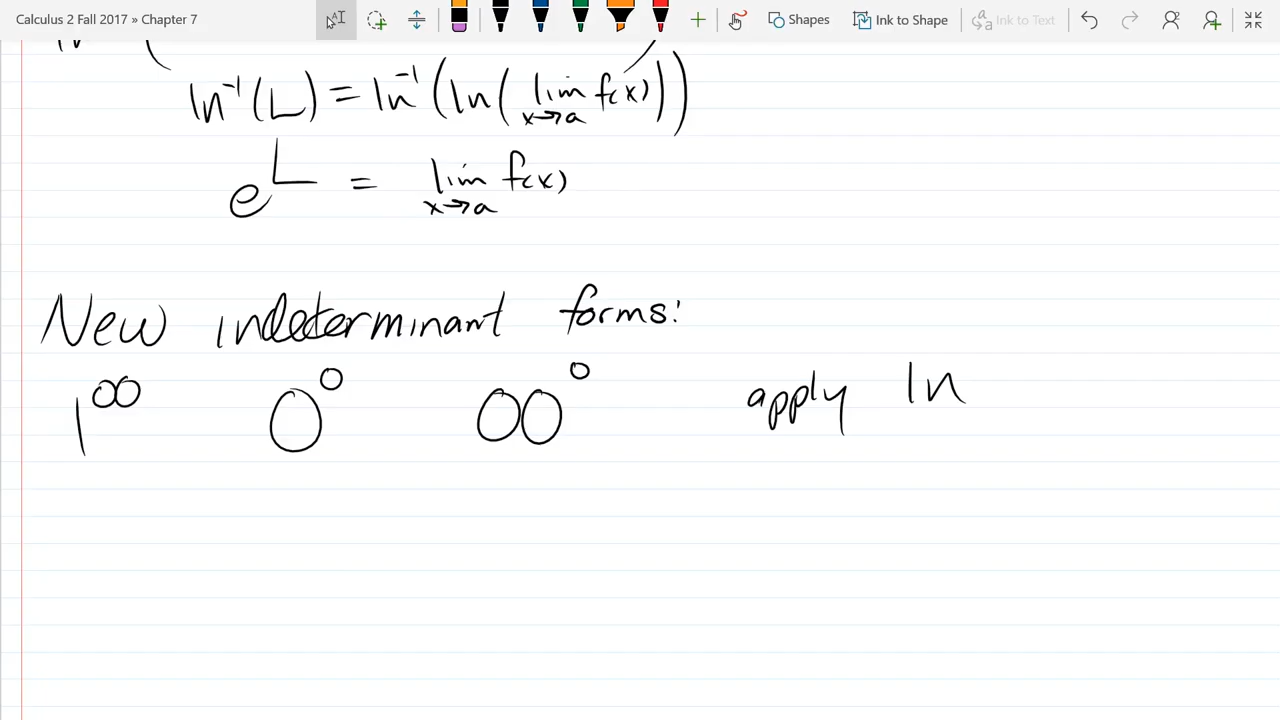 Calculus 2 Fall 2017 » Chapter 7
Shapes
Ink to Shape
Ink to Text
ln⁻¹(L) = ln⁻¹(ln(lim x→a f(x)))
e^L = lim x→a f(x)
New indeterminant forms:
1^∞ 0^0 ∞^0 apply ln